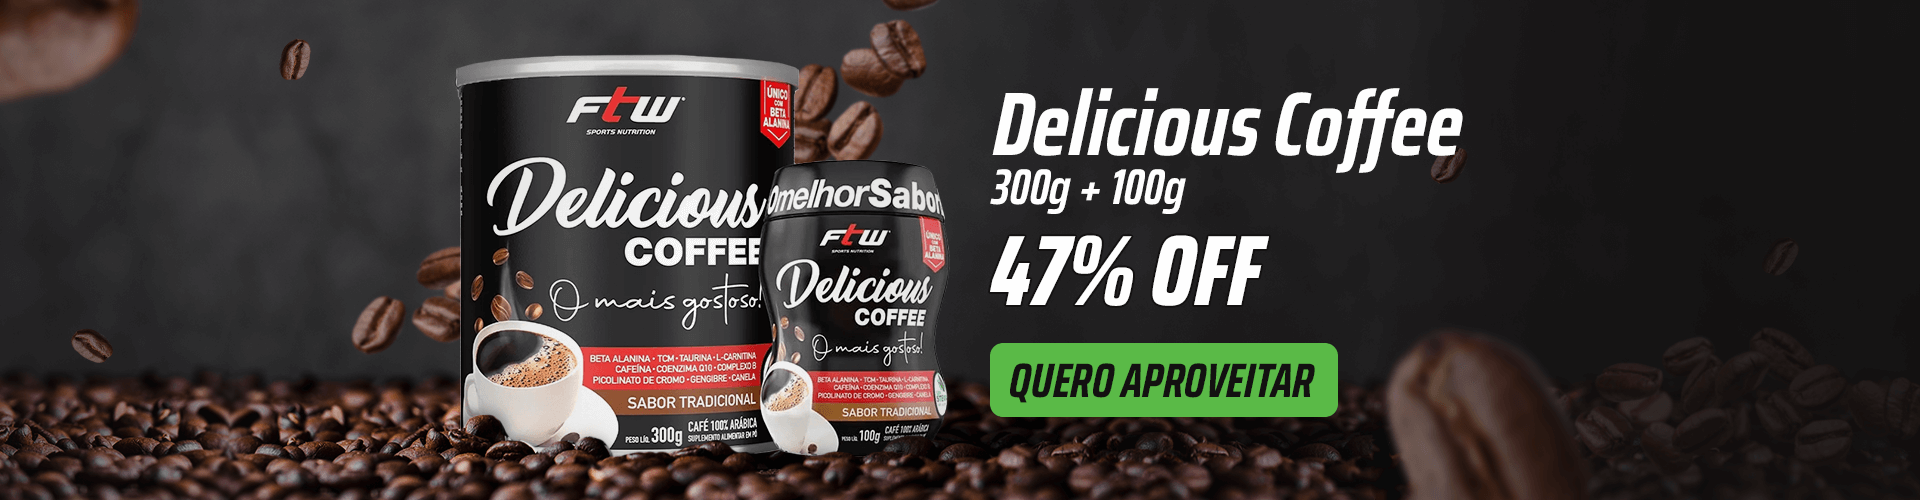 FTW
SPORTS NUTRITION
ÚNICO
COM
BETA
ALANINA
Delicious
COFFEE
O mais gostoso!
BETA ALANINA • TCM • TAURINA • L-CARNITINA
CAFEÍNA • COENZIMA Q10 • COMPLEXO B
PICOLINATO DE CROMO • GENGIBRE • CANELA
SABOR TRADICIONAL
PESO LÍQ. 300g
CAFÉ 100% ARÁBICA
SUPLEMENTO ALIMENTAR EM PÓ
OmelhorSabor
FTW
SPORTS NUTRITION
ÚNICO
COM
BETA
ALANINA
Delicious
COFFEE
O mais gostoso!
BETA ALANINA • TCM • TAURINA • L-CARNITINA
CAFEÍNA • COENZIMA Q10 • COMPLEXO B
PICOLINATO DE CROMO • GENGIBRE • CANELA
SABOR TRADICIONAL
PESO LÍQ. 100g
CAFÉ 100% ARÁBICA
Delicious Coffee
300g + 100g
47% OFF
QUERO APROVEITAR